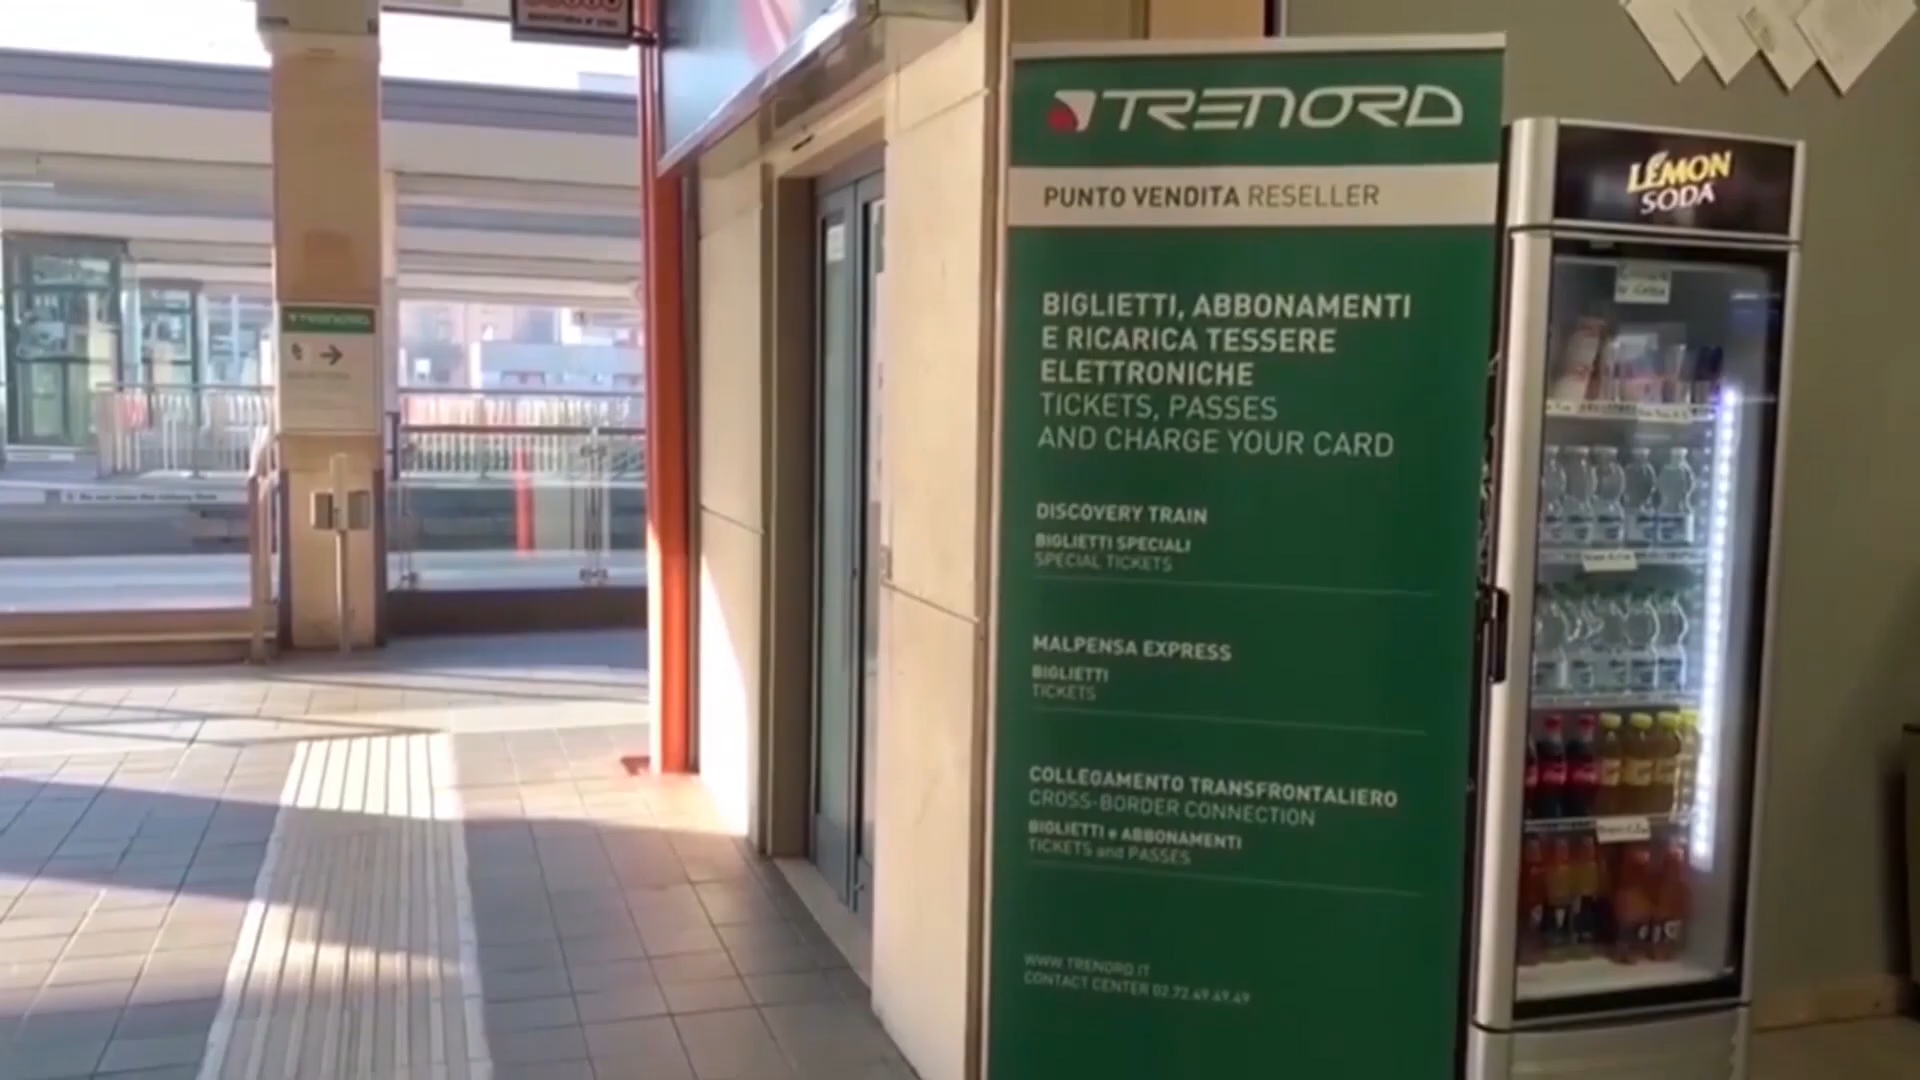 TRENORD
PUNTO VENDITA RESELLER
BIGLIETTI, ABBONAMENTI
E RICARICA TESSERE
ELETTRONICHE
TICKETS, PASSES
AND CHARGE YOUR CARD
DISCOVERY TRAIN
BIGLIETTI SPECIALI
SPECIAL TICKETS
MALPENSA EXPRESS
BIGLIETTI
TICKETS
COLLEGAMENTO TRANSFRONTALIERO
CROSS-BORDER CONNECTION
BIGLIETTI e ABBONAMENTI
TICKETS and PASSES
WWW.TRENORD.IT
CONTACT CENTER 02.72.49.49.49
LEMON
SODA
TRENORD